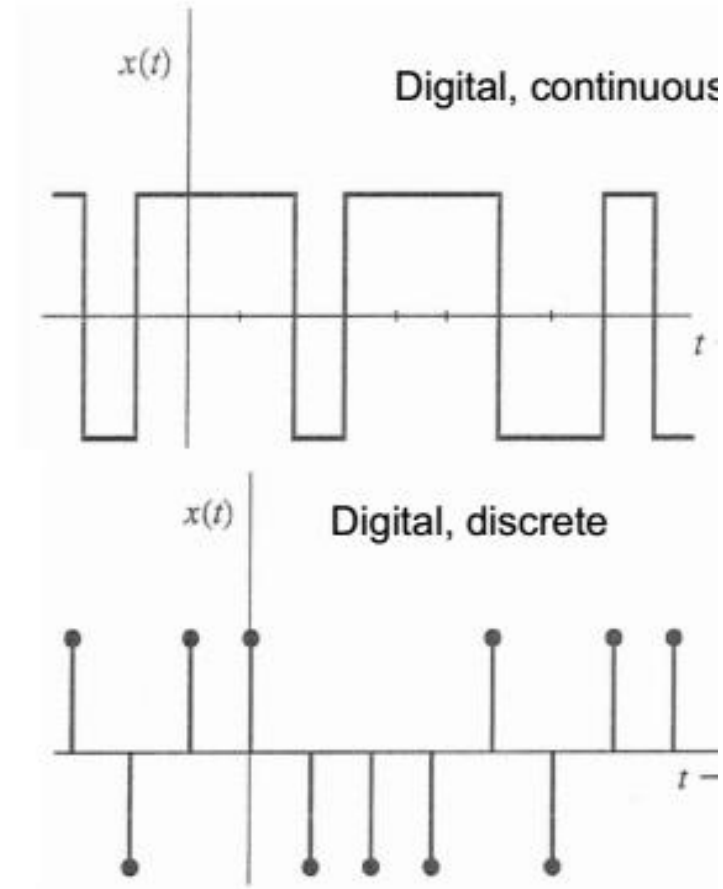 x(t)
Digital, continuous
t
x(t)
Digital, discrete
t